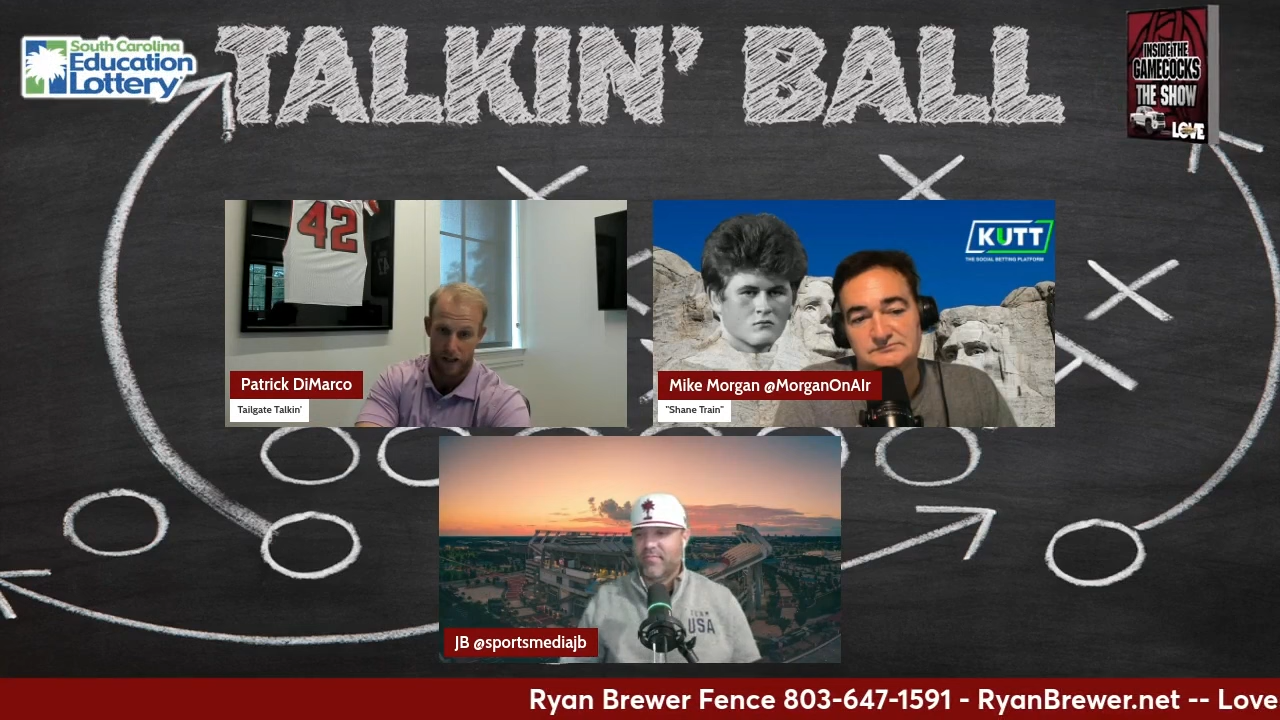 South Carolina
Education
Lottery
TALKIN' BALL
INSIDE THE
GAMECOCKS
THE SHOW
LOVE
42
KUTT
THE SOCIAL BETTING PLATFORM
Patrick DiMarco
Tailgate Talkin'
Mike Morgan @MorganOnAIr
"Shane Train"
TEAM
USA
JB @sportsmediajb
Ryan Brewer Fence 803-647-1591 - RyanBrewer.net -- Love